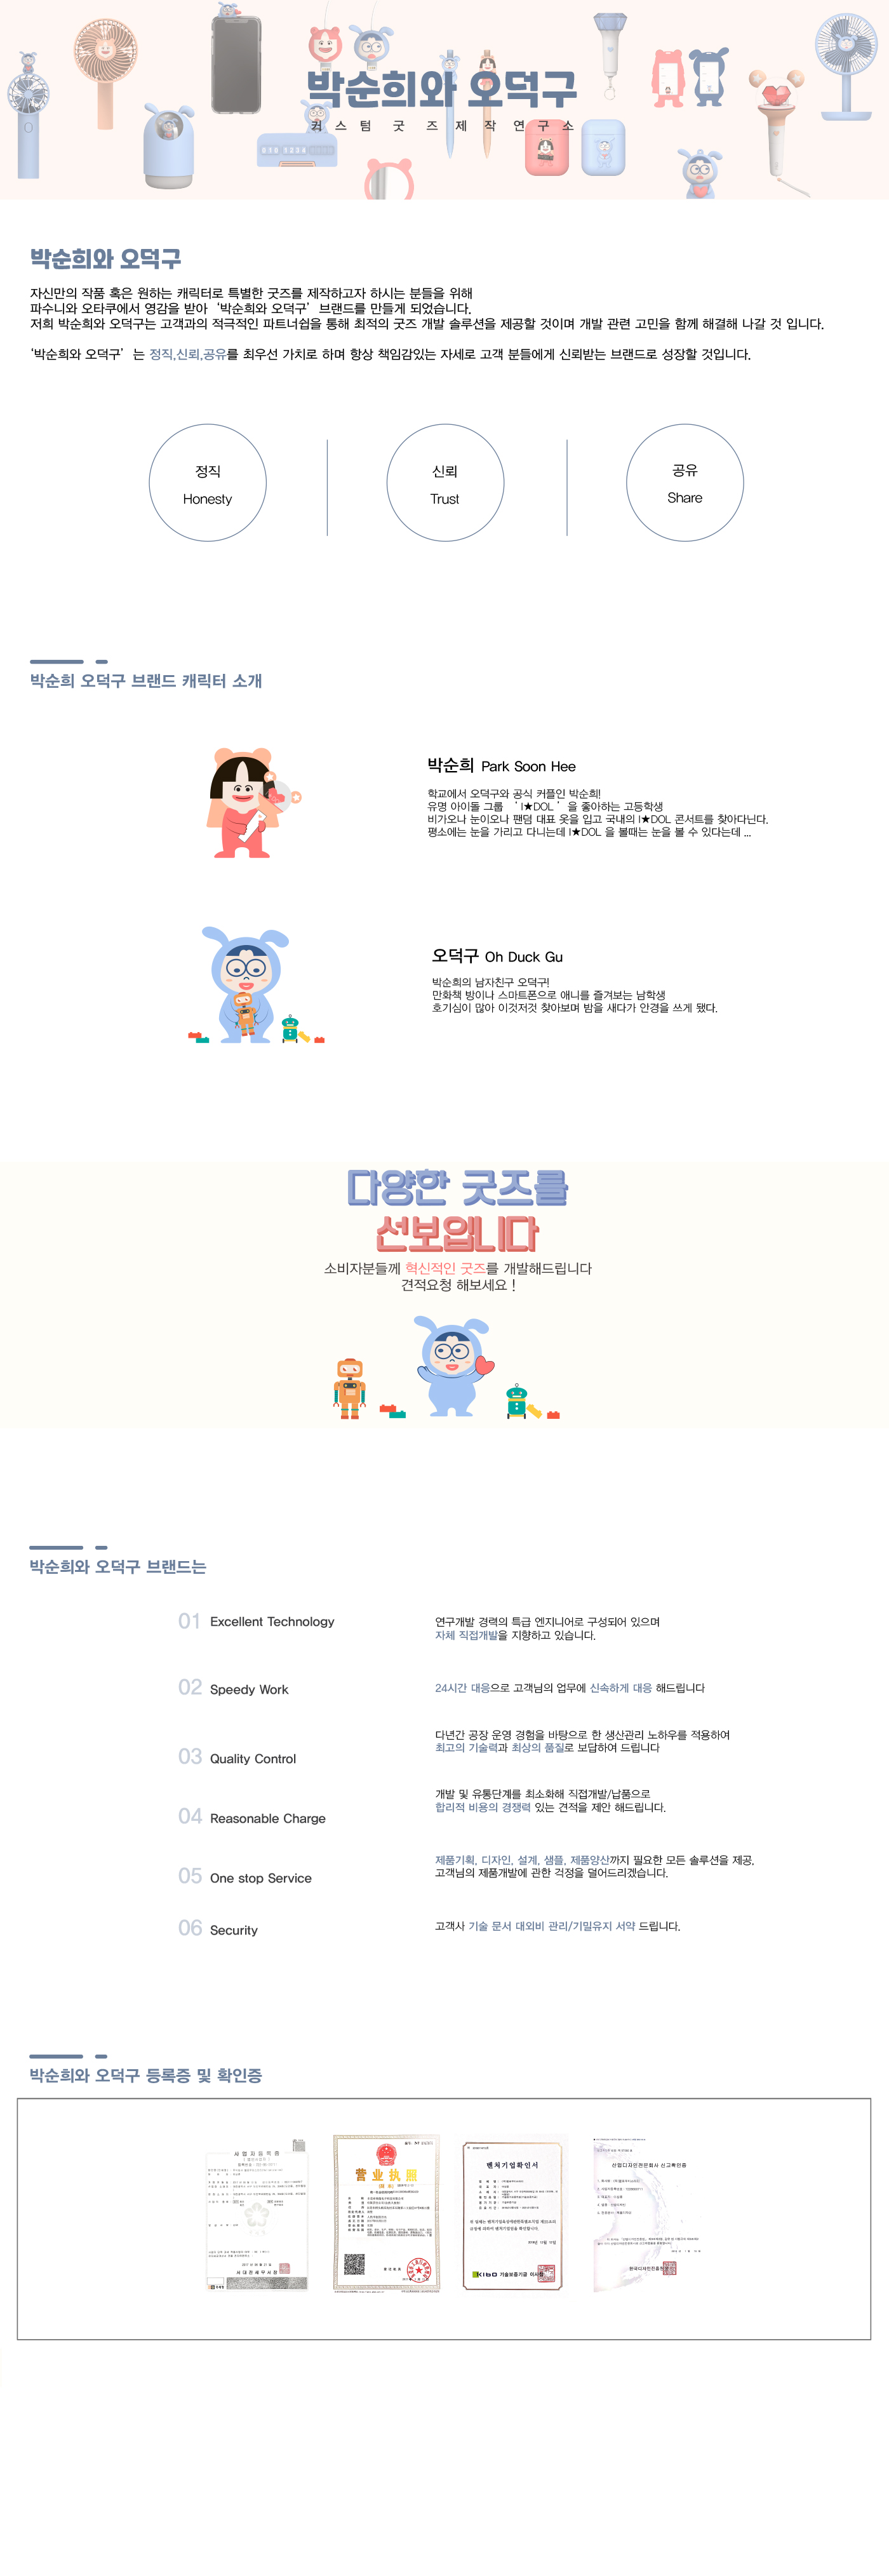 박순희와 오덕구
커스텀 굿즈제작연구소
박순희와 오덕구
자신만의 작품 혹은 원하는 캐릭터로 특별한 굿즈를 제작하고자 하시는 분들을 위해
파수니와 오타쿠에서 영감을 받아 ‘박순희와 오덕구’ 브랜드를 만들게 되었습니다.
저희 박순희와 오덕구는 고객과의 적극적인 파트너쉽을 통해 최적의 굿즈 개발 솔루션을 제공할 것이며 개발 관련 고민을 함께 해결해 나갈 것 입니다.
‘박순희와 오덕구’ 는 정직,신뢰,공유를 최우선 가치로 하며 항상 책임감있는 자세로 고객 분들에게 신뢰받는 브랜드로 성장할 것입니다.
정직
Honesty
신뢰
Trust
공유
Share
박순희 오덕구 브랜드 캐릭터 소개
박순희 Park Soon Hee
학교에서 오덕구와 공식 커플인 박순희!
유명 아이돌 그룹 ‘ I★DOL ’ 을 좋아하는 고등학생
비가오나 눈이오나 팬덤 대표 옷을 입고 국내의 I★DOL 콘서트를 찾아다닌다.
평소에는 눈을 가리고 다니는데 I★DOL 을 볼때는 눈을 볼 수 있다는데 ...
오덕구 Oh Duck Gu
박순희의 남자친구 오덕구!
만화책 방이나 스마트폰으로 애니를 즐겨보는 남학생
호기심이 많아 이것저것 찾아보며 밤을 새다가 안경을 쓰게 됐다.
다양한 굿즈를
선보입니다
소비자분들께 혁신적인 굿즈를 개발해드립니다
견적요청 해보세요 !
박순희와 오덕구 브랜드는
01 Excellent Technology
연구개발 경력의 특급 엔지니어로 구성되어 있으며
자체 직접개발을 지향하고 있습니다.
02 Speedy Work
24시간 대응으로 고객님의 업무에 신속하게 대응 해드립니다
03 Quality Control
다년간 공장 운영 경험을 바탕으로 한 생산관리 노하우를 적용하여
최고의 기술력과 최상의 품질로 보답하여 드립니다
04 Reasonable Charge
개발 및 유통단계를 최소화해 직접개발/납품으로
합리적 비용의 경쟁력 있는 견적을 제안 해드립니다.
05 One stop Service
제품기획, 디자인, 설계, 샘플, 제품양산까지 필요한 모든 솔루션을 제공,
고객님의 제품개발에 관한 걱정을 덜어드리겠습니다.
06 Security
고객사 기술 문서 대외비 관리/기밀유지 서약 드립니다.
박순희와 오덕구 등록증 및 확인증
사업자등록증
서대전세무서장
营业执照
벤처기업확인서
KIBO 기술보증기금
산업디자인전문회사 신고확인증